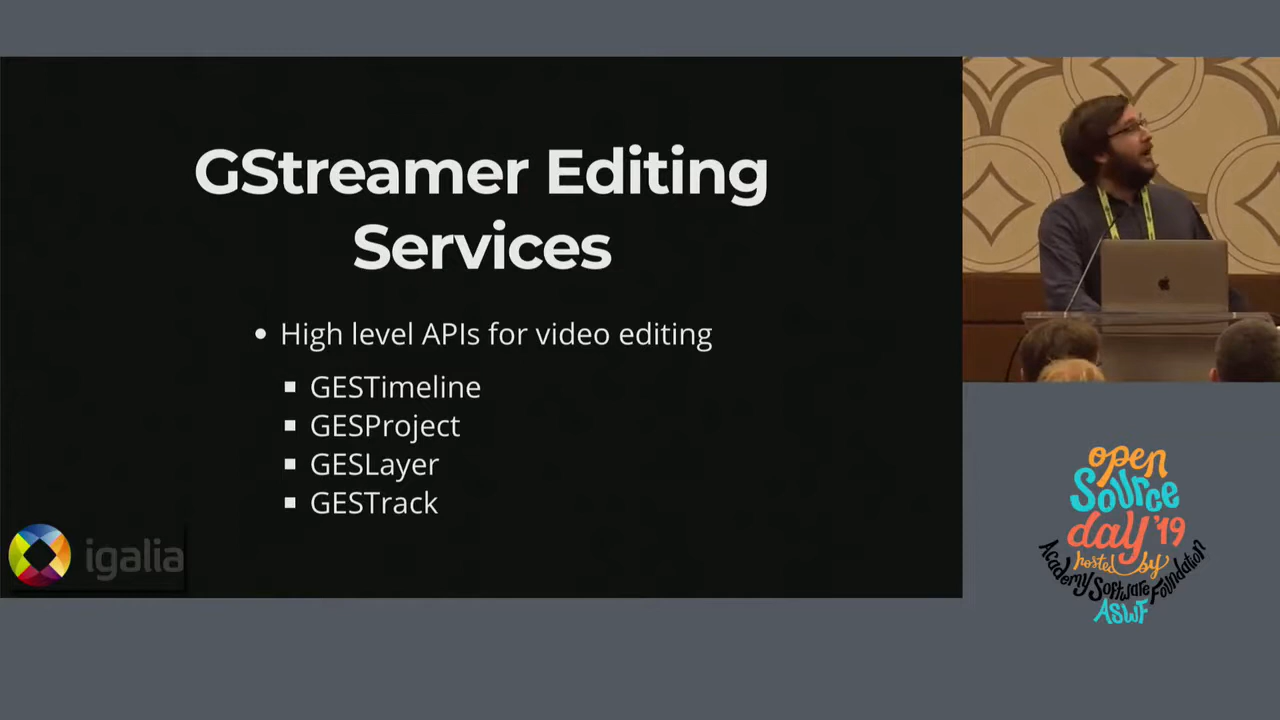 GStreamer Editing
Services
• High level APIs for video editing
▪ GESTimeline
▪ GESProject
▪ GESLayer
▪ GESTrack
igalia
open
Source
day '19
hosted by
Academy Software Foundation
ASWF